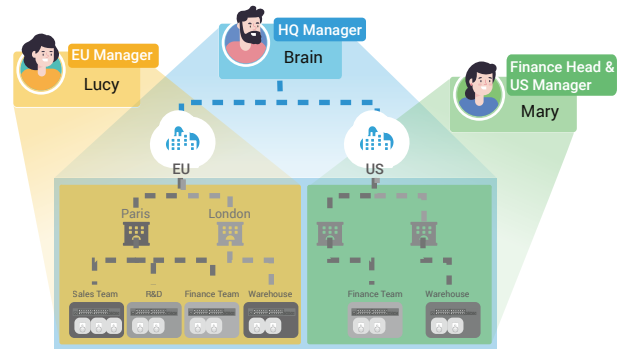 HQ Manager
Brain
EU Manager
Lucy
Finance Head &
US Manager
Mary
EU
US
Paris
London
Sales Team
R&D
Finance Team
Warehouse
Finance Team
Warehouse